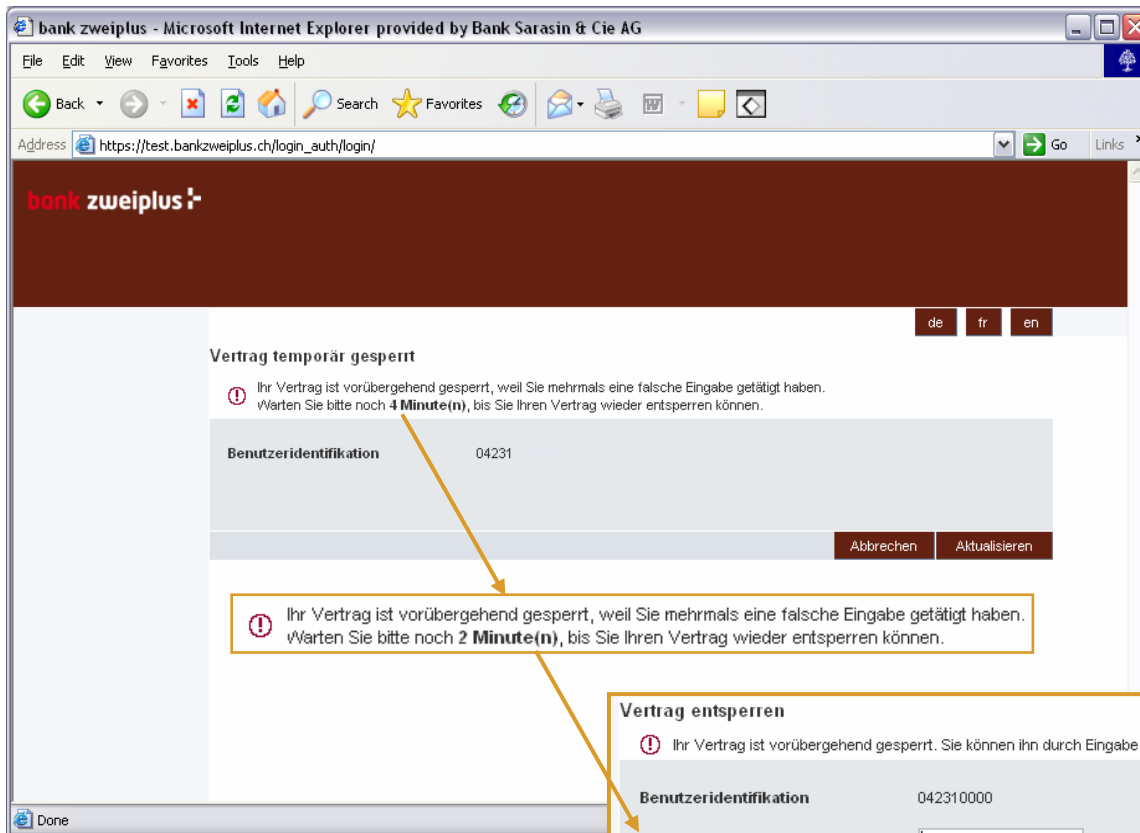 bank zweiplus - Microsoft Internet Explorer provided by Bank Sarasin & Cie AG
File Edit View Favorites Tools Help
Back Search Favorites
Address https://test.bankzweiplus.ch/login_auth/login/ Go Links
bank zweiplus
de fr en
Vertrag temporär gesperrt
Ihr Vertrag ist vorübergehend gesperrt, weil Sie mehrmals eine falsche Eingabe getätigt haben.
Warten Sie bitte noch 4 Minute(n), bis Sie Ihren Vertrag wieder entsperren können.
Benutzeridentifikation 04231
Abbrechen Aktualisieren
Ihr Vertrag ist vorübergehend gesperrt, weil Sie mehrmals eine falsche Eingabe getätigt haben.
Warten Sie bitte noch 2 Minute(n), bis Sie Ihren Vertrag wieder entsperren können.
Vertrag entsperren
Ihr Vertrag ist vorübergehend gesperrt. Sie können ihn durch Eingabe
Benutzeridentifikation 042310000
Done